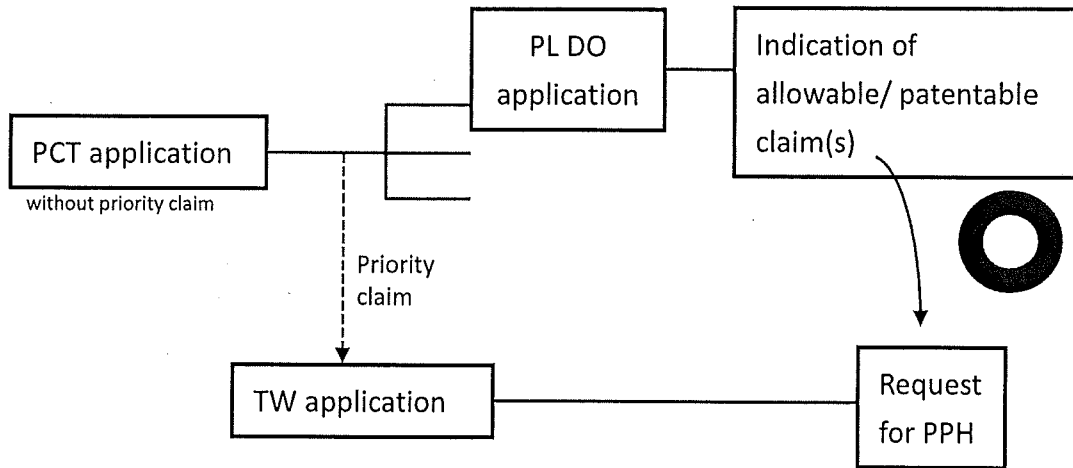 PL DO
application
Indication of
allowable/ patentable
claim(s)
PCT application
without priority claim
Priority
claim
TW application
Request
for PPH